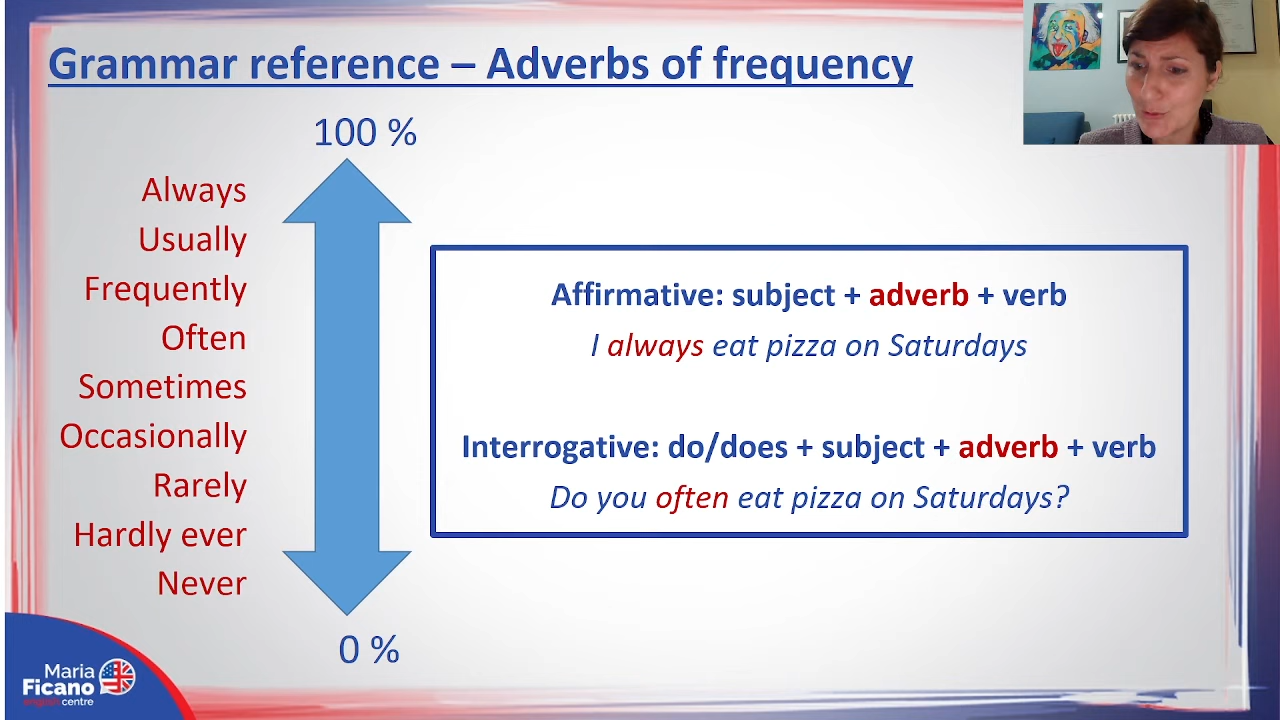 Grammar reference – Adverbs of frequency
100 %
Always
Usually
Frequently
Often
Sometimes
Occasionally
Rarely
Hardly ever
Never
0 %
Affirmative: subject + adverb + verb
I always eat pizza on Saturdays
Interrogative: do/does + subject + adverb + verb
Do you often eat pizza on Saturdays?
Maria
Ficano
english centre